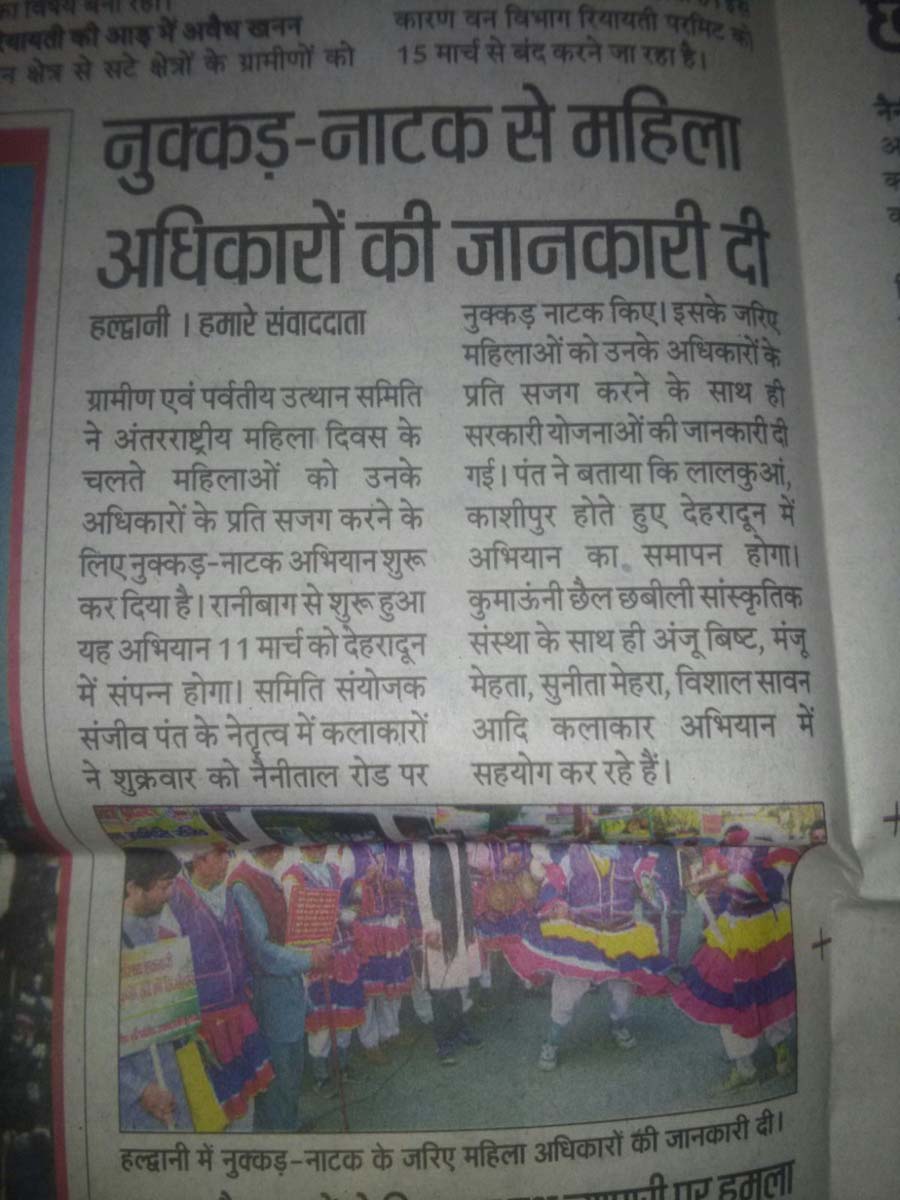 का विषय बना रहा।
रियायती की आड़ में अवैध खनन
न क्षेत्र से सटे क्षेत्रों के ग्रामीणों को
कारण वन विभाग रियायती परमिट को
15 मार्च से बंद करने जा रहा है।
नुक्कड़-नाटक से महिला
अधिकारों की जानकारी दी
हल्द्वानी । हमारे संवाददाता
ग्रामीण एवं पर्वतीय उत्थान समिति
ने अंतरराष्ट्रीय महिला दिवस के
चलते महिलाओं को उनके
अधिकारों के प्रति सजग करने के
लिए नुक्कड़-नाटक अभियान शुरू
कर दिया है। रानीबाग से शुरू हुआ
यह अभियान 11 मार्च को देहरादून
में संपन्न होगा। समिति संयोजक
संजीव पंत के नेतृत्व में कलाकारों
ने शुक्रवार को नैनीताल रोड पर
नुक्कड़ नाटक किए। इसके जरिए
महिलाओं को उनके अधिकारों के
प्रति सजग करने के साथ ही
सरकारी योजनाओं की जानकारी दी
गई। पंत ने बताया कि लालकुआं,
काशीपुर होते हुए देहरादून में
अभियान का समापन होगा।
कुमाऊंनी छैल छबीली सांस्कृतिक
संस्था के साथ ही अंजू बिष्ट, मंजू
मेहता, सुनीता मेहरा, विशाल सावन
आदि कलाकार अभियान में
सहयोग कर रहे हैं।
हल्द्वानी में नुक्कड़-नाटक के जरिए महिला अधिकारों की जानकारी दी।
पर हमला